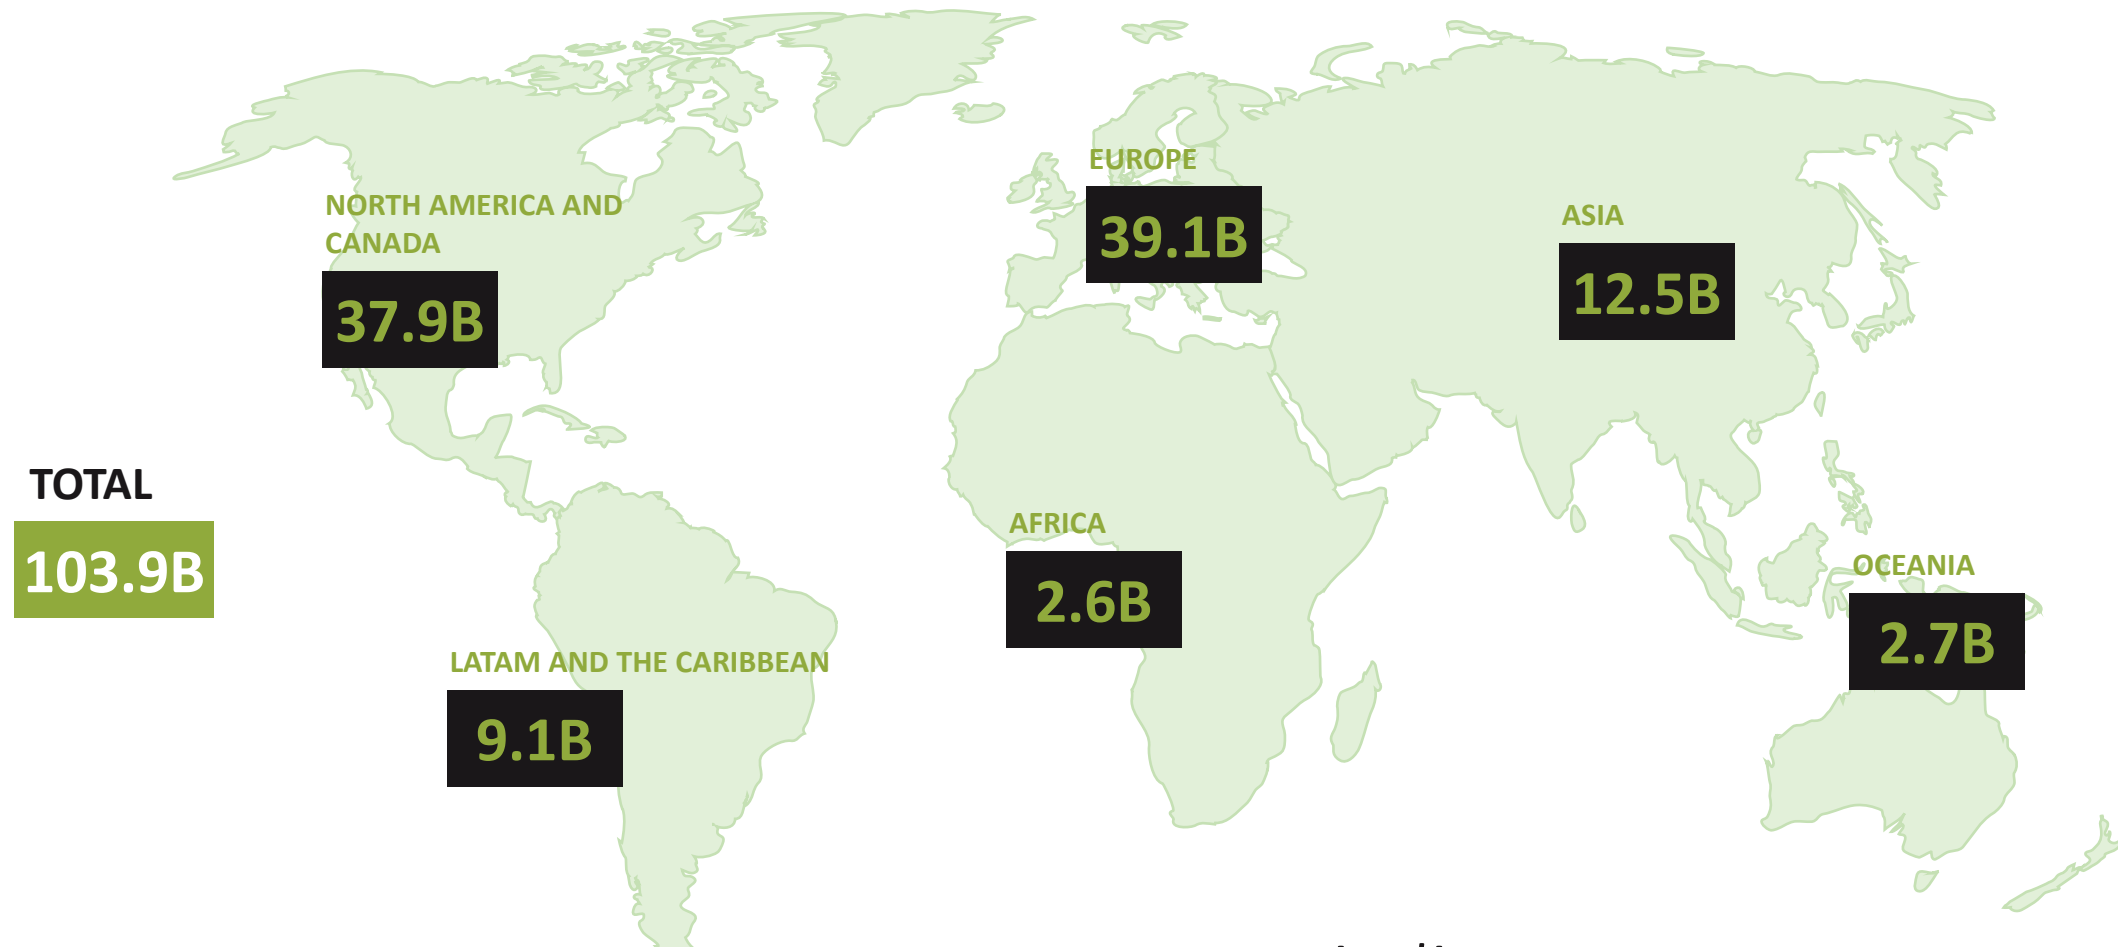 EUROPE
39.1B
NORTH AMERICA AND
CANADA
37.9B
ASIA
12.5B
TOTAL
103.9B
AFRICA
2.6B
OCEANIA
2.7B
LATAM AND THE CARIBBEAN
9.1B